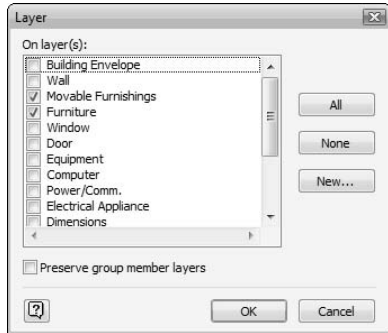 Layer
On layer(s):
Building Envelope
Wall
Movable Furnishings
Furniture
Window
Door
Equipment
Computer
Power/Comm.
Electrical Appliance
Dimensions
All
None
New...
Preserve group member layers
OK
Cancel